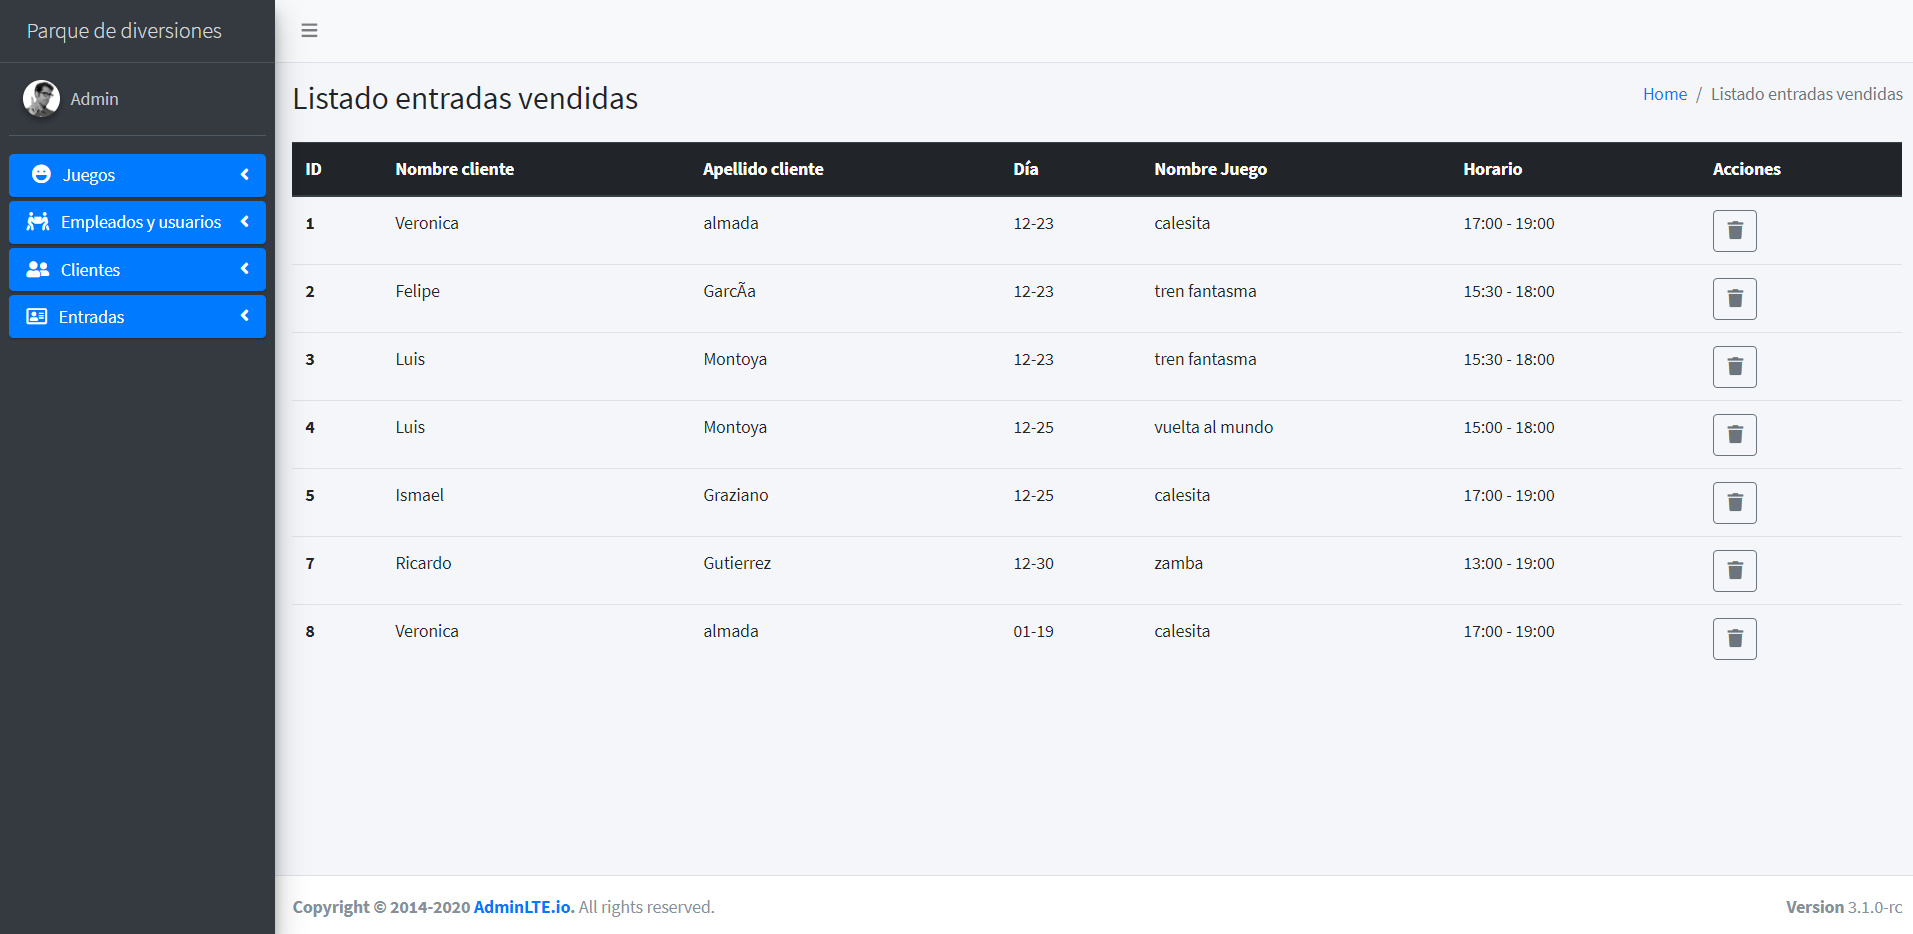 Parque de diversiones
Admin
Juegos
Empleados y usuarios
Clientes
Entradas
Listado entradas vendidas
Home / Listado entradas vendidas
ID Nombre cliente Apellido cliente Día Nombre Juego Horario Acciones
1 Veronica almada 12-23 calesita 17:00 - 19:00
2 Felipe GarcÃa 12-23 tren fantasma 15:30 - 18:00
3 Luis Montoya 12-23 tren fantasma 15:30 - 18:00
4 Luis Montoya 12-25 vuelta al mundo 15:00 - 18:00
5 Ismael Graziano 12-25 calesita 17:00 - 19:00
7 Ricardo Gutierrez 12-30 zamba 13:00 - 19:00
8 Veronica almada 01-19 calesita 17:00 - 19:00
Copyright © 2014-2020 AdminLTE.io. All rights reserved.
Version 3.1.0-rc